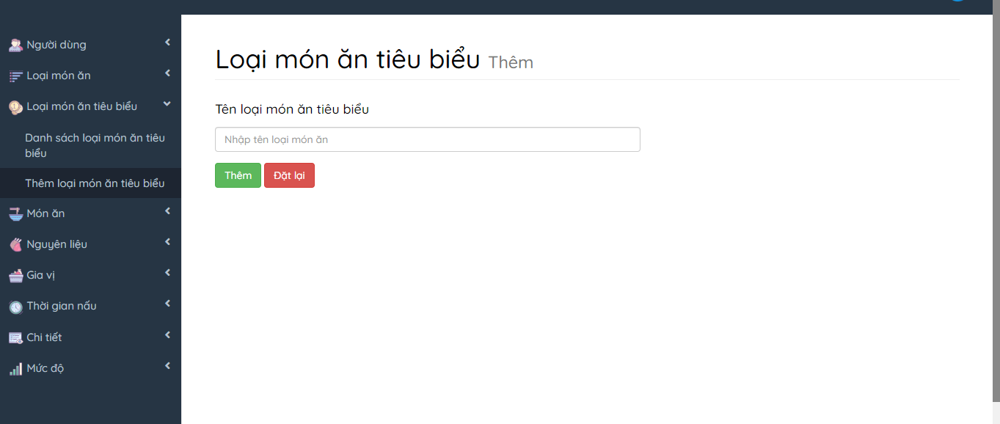 Người dùng
Loại món ăn
Loại món ăn tiêu biểu
Danh sách loại món ăn tiêu
biểu
Thêm loại món ăn tiêu biểu
Món ăn
Nguyên liệu
Gia vị
Thời gian nấu
Chi tiết
Mức độ
Loại món ăn tiêu biểu Thêm
Tên loại món ăn tiêu biểu
Nhập tên loại món ăn
Thêm Đặt lại